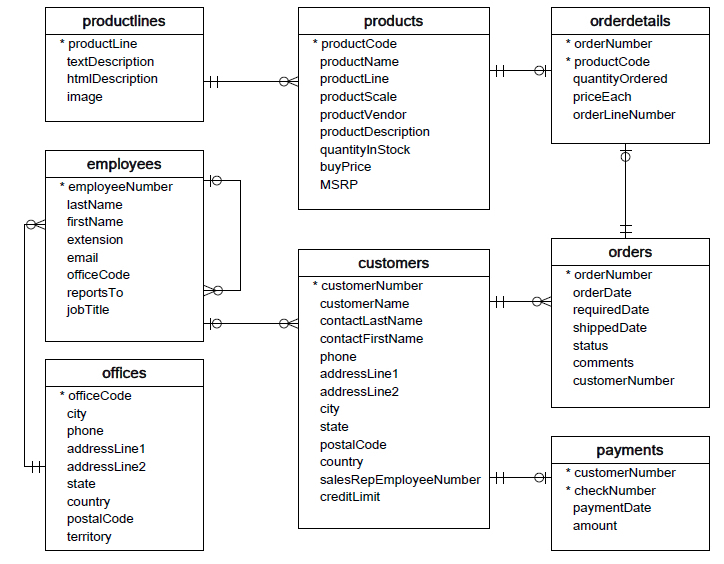 productlines
* productLine
textDescription
htmlDescription
image
products
* productCode
productName
productLine
productScale
productVendor
productDescription
quantityInStock
buyPrice
MSRP
orderdetails
* orderNumber
* productCode
quantityOrdered
priceEach
orderLineNumber
employees
* employeeNumber
lastName
firstName
extension
email
officeCode
reportsTo
jobTitle
customers
* customerNumber
customerName
contactLastName
contactFirstName
phone
addressLine1
addressLine2
city
state
postalCode
country
salesRepEmployeeNumber
creditLimit
orders
* orderNumber
orderDate
requiredDate
shippedDate
status
comments
customerNumber
offices
* officeCode
city
phone
addressLine1
addressLine2
state
country
postalCode
territory
payments
* customerNumber
* checkNumber
paymentDate
amount